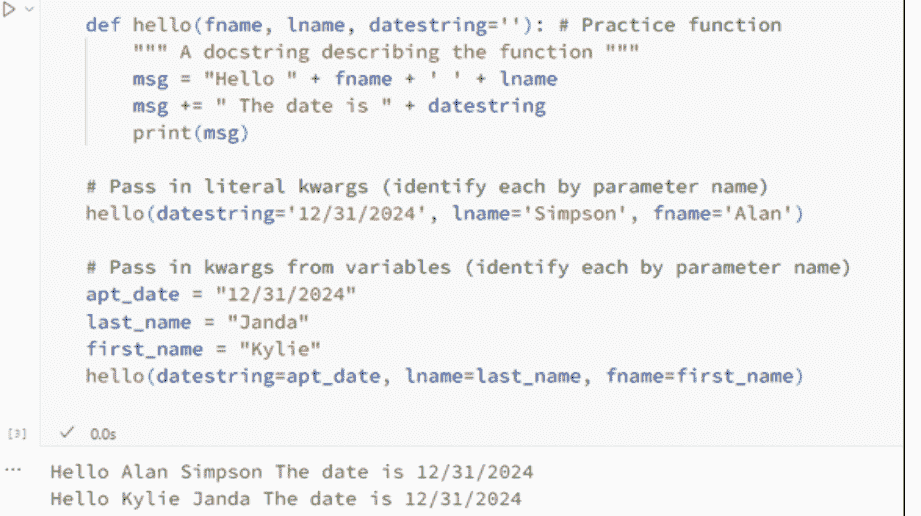 def hello(fname, lname, datestring=''): # Practice function
    """ A docstring describing the function """
    msg = "Hello " + fname + ' ' + lname
    msg += " The date is " + datestring
    print(msg)

# Pass in literal kwargs (identify each by parameter name)
hello(datestring='12/31/2024', lname='Simpson', fname='Alan')

# Pass in kwargs from variables (identify each by parameter name)
apt_date = "12/31/2024"
last_name = "Janda"
first_name = "Kylie"
hello(datestring=apt_date, lname=last_name, fname=first_name)
[3] ✓ 0.0s
... Hello Alan Simpson The date is 12/31/2024
Hello Kylie Janda The date is 12/31/2024